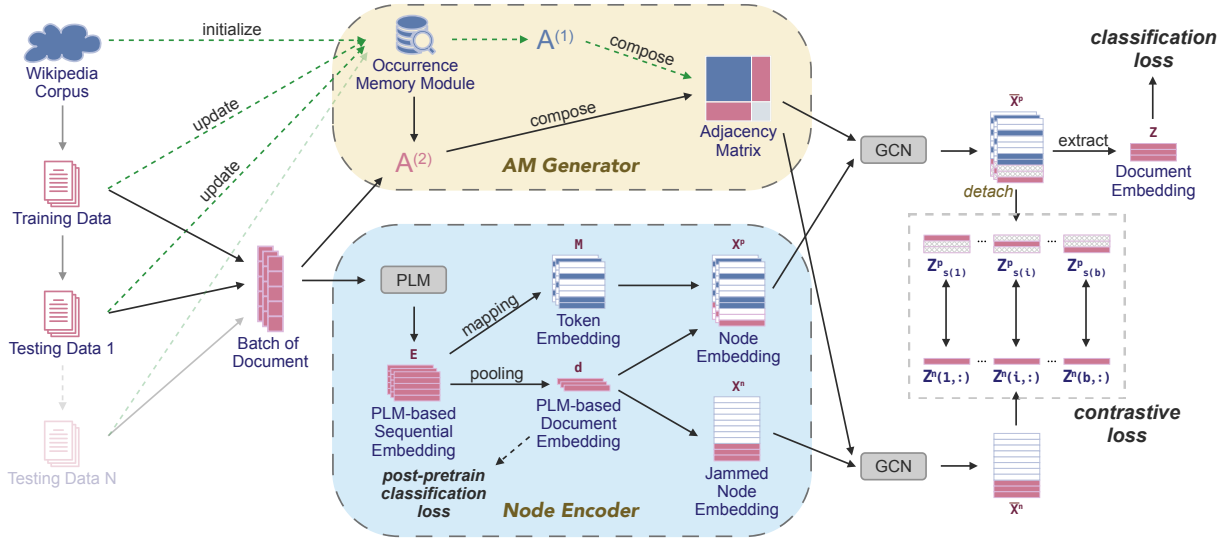 initialize
Wikipedia
Corpus
update
update
Training Data
Testing Data 1
Testing Data N
Batch of
Document
Occurrence
Memory Module
A(1)
compose
compose
A(2)
Adjacency
Matrix
AM Generator
PLM
mapping
M
Token
Embedding
Xp
Node
Embedding
E
pooling
d
PLM-based
Sequential
Embedding
PLM-based
Document
Embedding
Xn
Jammed
Node
Embedding
post-pretrain
classification
loss
Node Encoder
GCN
GCN
X̅p
extract
detach
classification
loss
Z
Document
Embedding
... ...
Zps(1) Zps(i) Zps(b)
... ...
Zn(1,:) Zn(i,:) Zn(b,:)
contrastive
loss
X̅n